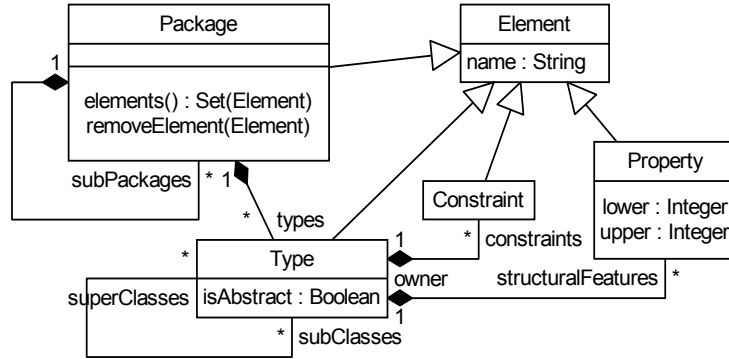 Package
Element
name : String
1
elements() : Set(Element)
removeElement(Element)
Property
lower : Integer
upper : Integer
subPackages
*
1
Constraint
* types
1
* constraints
*
Type
owner
structuralFeatures
*
superClasses
isAbstract : Boolean
1
* subClasses